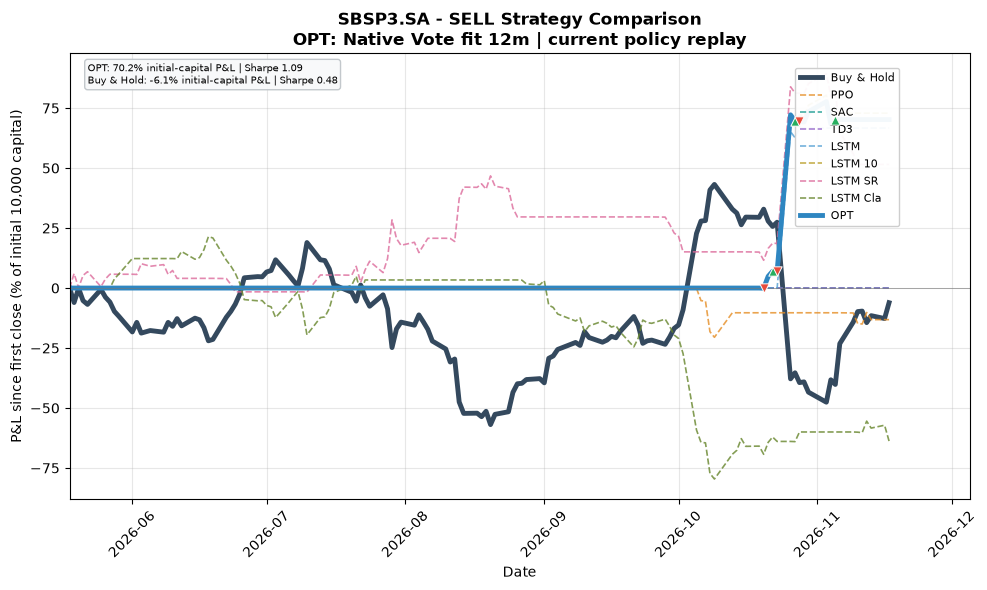 SBSP3.SA - SELL Strategy Comparison
OPT: Native Vote fit 12m | current policy replay
OPT: 70.2% initial-capital P&L | Sharpe 1.09
Buy & Hold: -6.1% initial-capital P&L | Sharpe 0.48
Buy & Hold
PPO
SAC
TD3
LSTM
LSTM 10
LSTM SR
LSTM Cla
OPT
P&L since first close (% of initial 10,000 capital)
75
50
25
0
−25
−50
−75
2026-06
2026-07
2026-08
2026-09
2026-10
2026-11
2026-12
Date